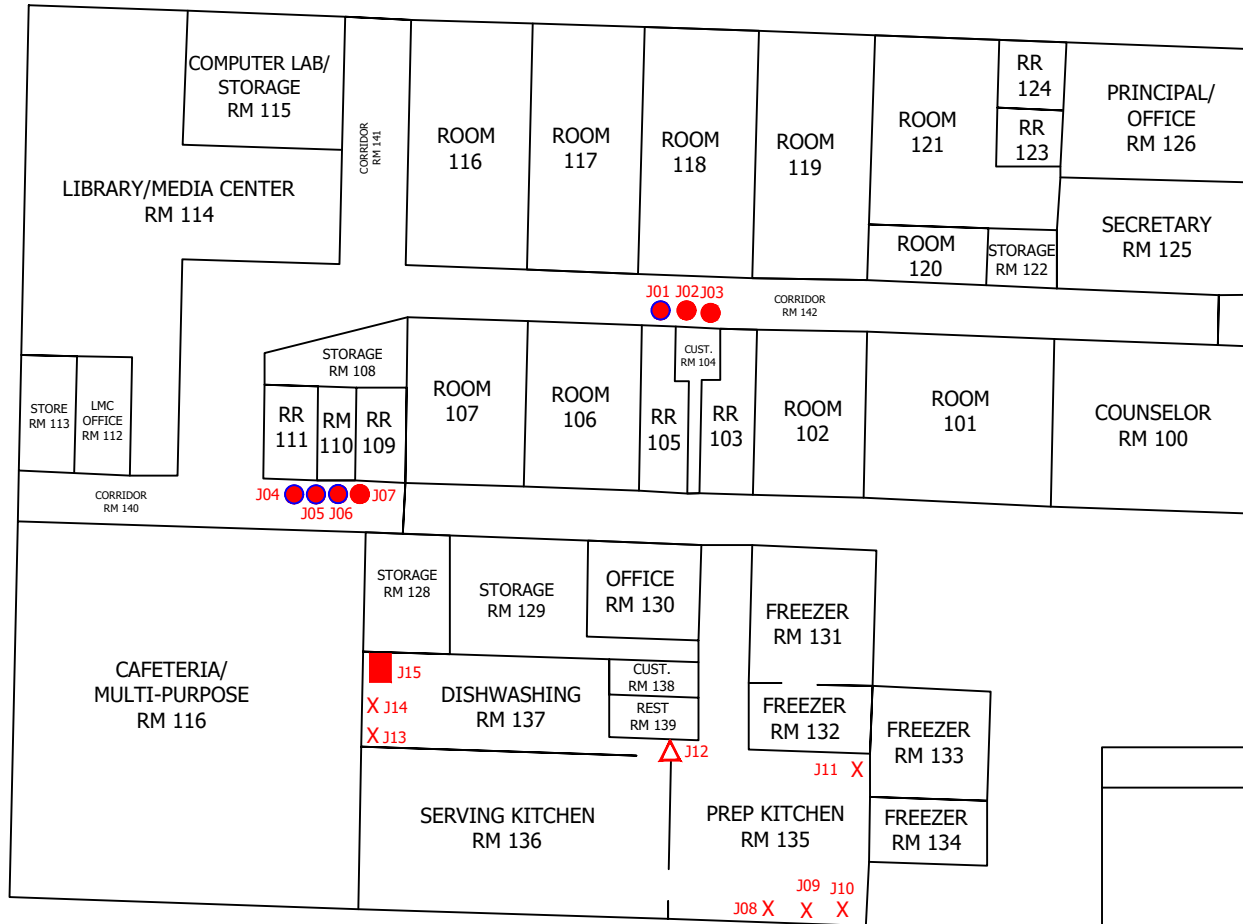 COMPUTER LAB/
STORAGE
RM 115
CORRIDOR
RM 141
ROOM
116
ROOM
117
ROOM
118
ROOM
119
ROOM
121
RR
124
RR
123
PRINCIPAL/
OFFICE
RM 126
LIBRARY/MEDIA CENTER
RM 114
SECRETARY
RM 125
ROOM
120
STORAGE
RM 122
J01
J02
J03
CORRIDOR
RM 142
STORAGE
RM 108
CUST.
RM 104
STORE
RM 113
LMC
OFFICE
RM 112
RR
111
RM
110
RR
109
ROOM
107
ROOM
106
RR
105
RR
103
ROOM
102
ROOM
101
COUNSELOR
RM 100
CORRIDOR
RM 140
J04
J05
J06
J07
STORAGE
RM 128
STORAGE
RM 129
OFFICE
RM 130
FREEZER
RM 131
CAFETERIA/
MULTI-PURPOSE
RM 116
J15
X J14
X J13
DISHWASHING
RM 137
CUST.
RM 138
REST
RM 139
FREEZER
RM 132
FREEZER
RM 133
J12
J11 X
SERVING KITCHEN
RM 136
PREP KITCHEN
RM 135
FREEZER
RM 134
J08 X
J09
X
J10
X